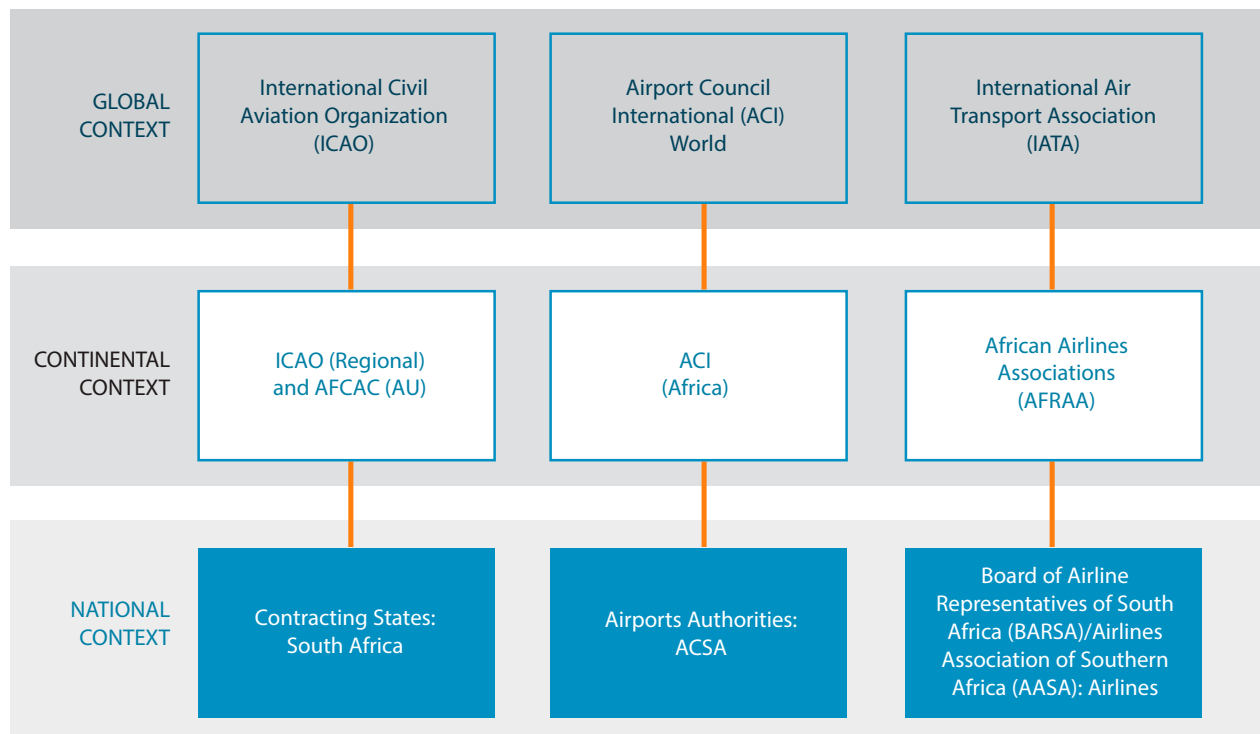 GLOBAL
CONTEXT
International Civil
Aviation Organization
(ICAO)
Airport Council
International (ACI)
World
International Air
Transport Association
(IATA)
CONTINENTAL
CONTEXT
ICAO (Regional)
and AFCAC (AU)
ACI
(Africa)
African Airlines
Associations
(AFRAA)
NATIONAL
CONTEXT
Contracting States:
South Africa
Airports Authorities:
ACSA
Board of Airline
Representatives of South
Africa (BARSA)/Airlines
Association of Southern
Africa (AASA): Airlines